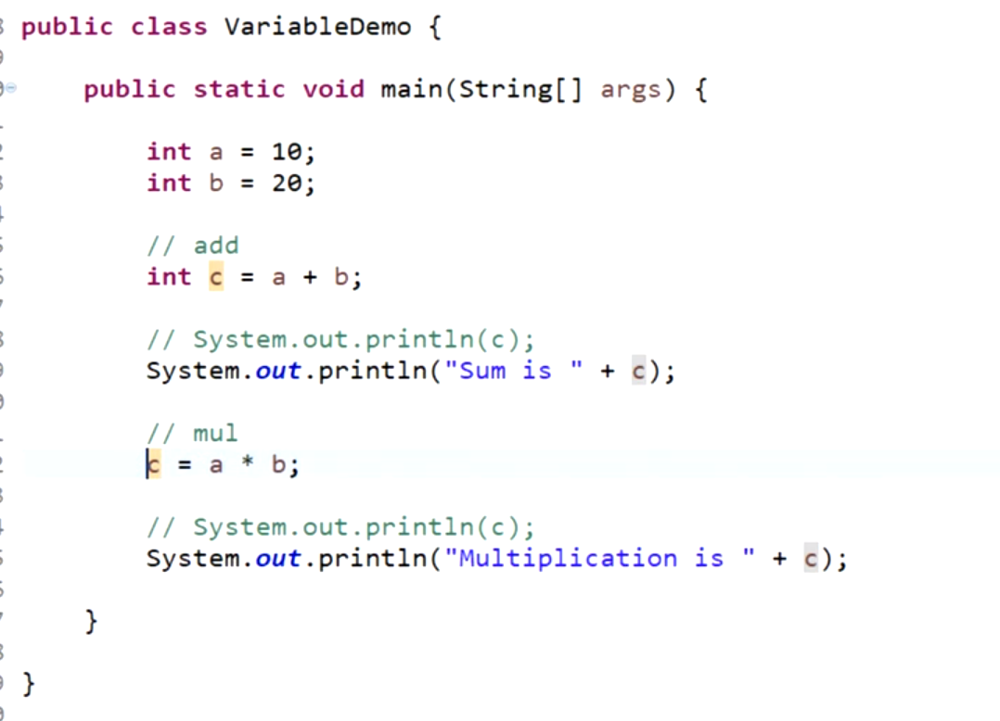 public class VariableDemo {
public static void main(String[] args) {
int a = 10;
int b = 20;
// add
int c = a + b;
// System.out.println(c);
System.out.println("Sum is " + c);
// mul
c = a * b;
// System.out.println(c);
System.out.println("Multiplication is " + c);
}
}